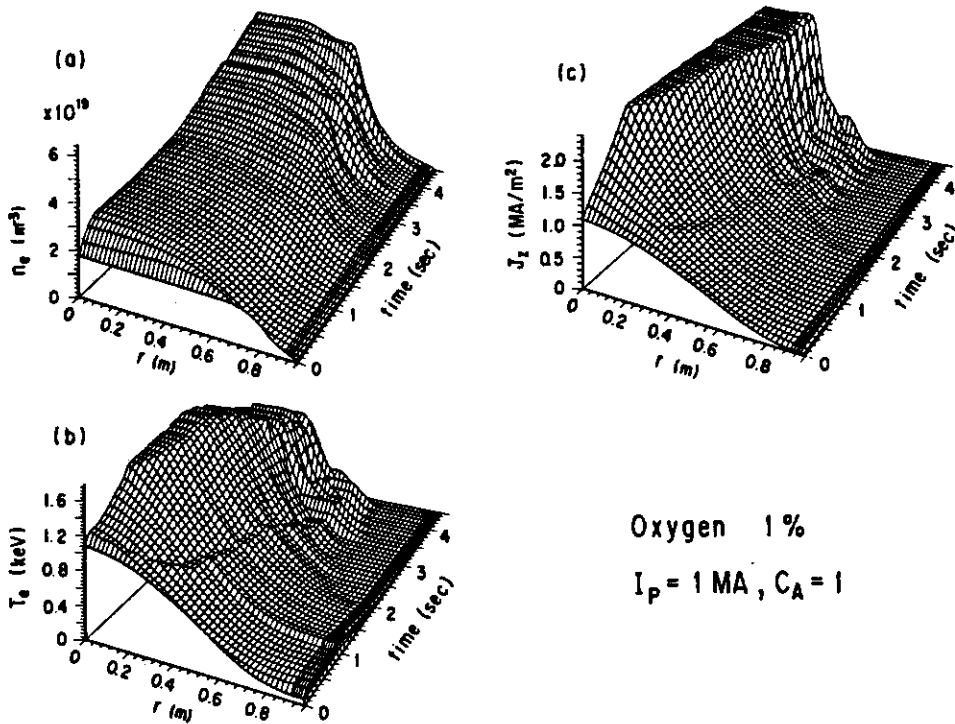 (a)
x10^19
6
4
2
0
n_e (m^-3)
0
0.2
0.4
0.6
0.8
r (m)
0
1
2
3
4
time (sec)
(c)
2.0
1.5
1.0
0.5
0
J_z (MA/m^2)
0
0.2
0.4
0.6
0.8
r (m)
0
1
2
3
4
time (sec)
(b)
1.6
1.2
0.8
0.4
0
T_e (keV)
0
0.2
0.4
0.6
0.8
r (m)
0
1
2
3
4
time (sec)
Oxygen 1%
I_P = 1 MA , C_A = 1